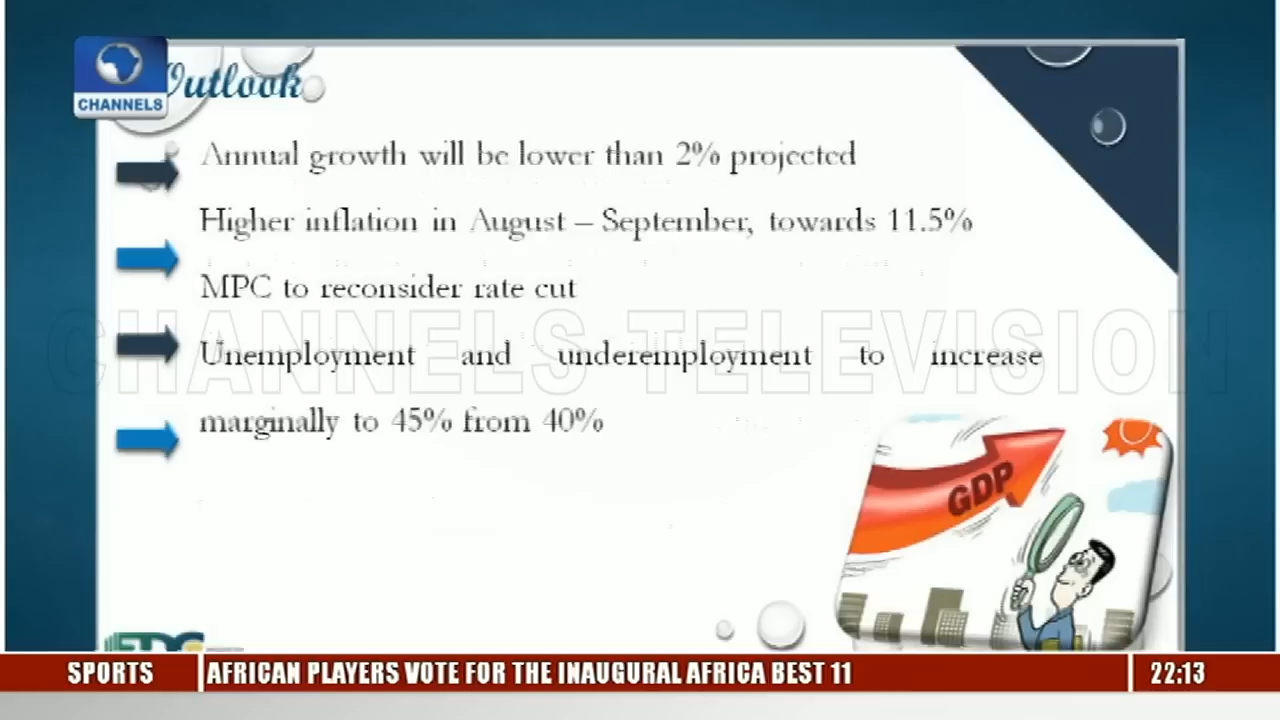 CHANNELS
Outlook
Annual growth will be lower than 2% projected
Higher inflation in August – September, towards 11.5%
MPC to reconsider rate cut
Unemployment and underemployment to increase
marginally to 45% from 40%
CHANNELS TELEVISION
GDP
SPORTS
AFRICAN PLAYERS VOTE FOR THE INAUGURAL AFRICA BEST 11
22:13